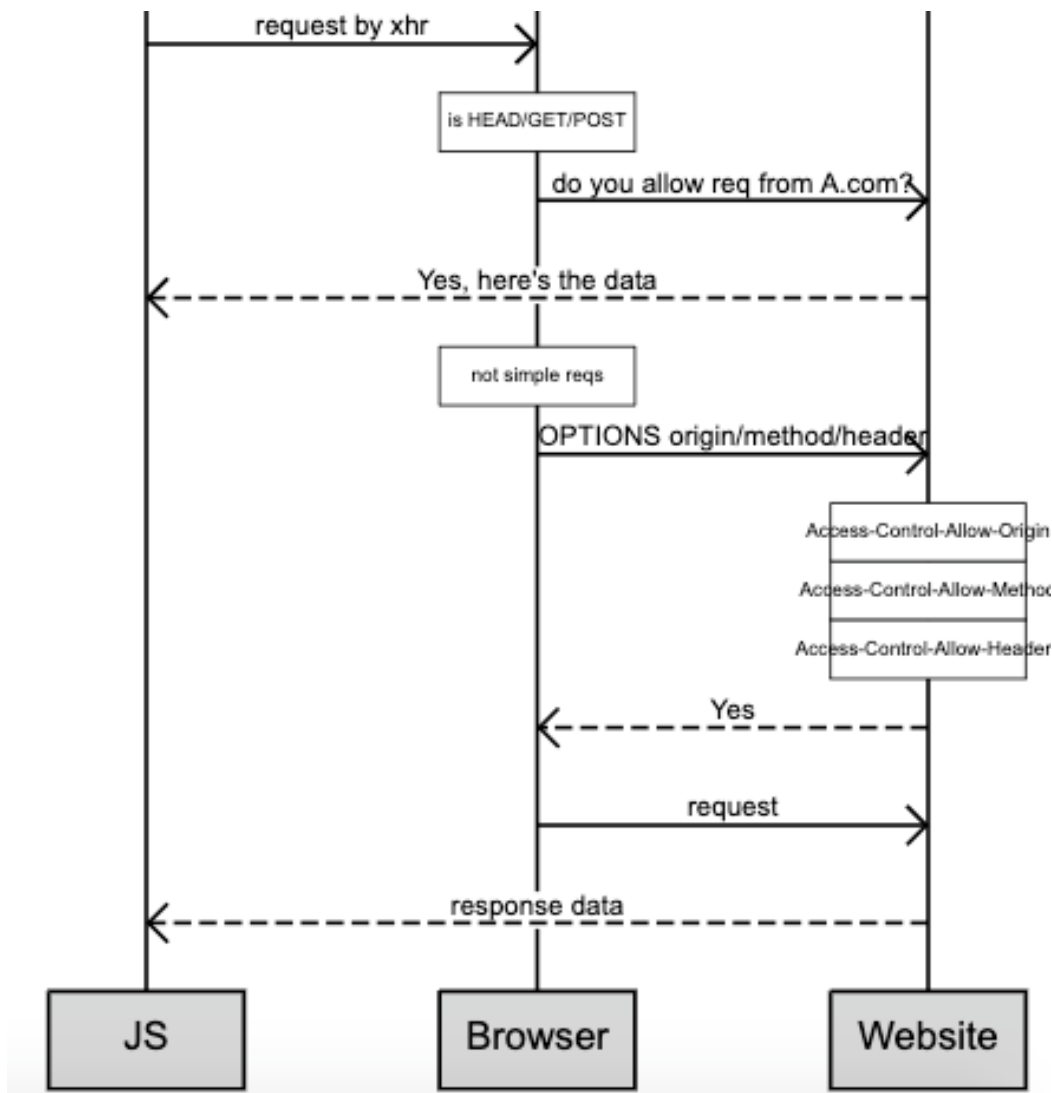 request by xhr
is HEAD/GET/POST
do you allow req from A.com?
Yes, here's the data
not simple reqs
OPTIONS origin/method/header
Access-Control-Allow-Origin
Access-Control-Allow-Method
Access-Control-Allow-Header
Yes
request
response data
JS
Browser
Website